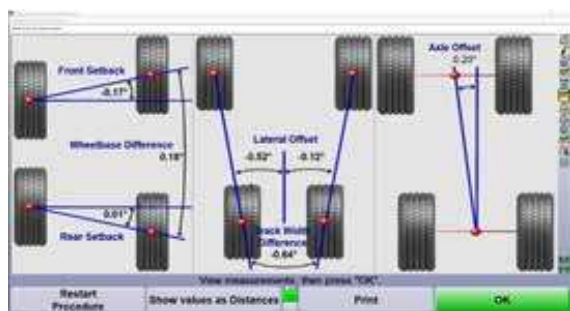 Front Setback
-0.17°
Wheelbase Difference
0.18°
0.01°
Rear Setback
Lateral Offset
-0.52°
-0.12°
Track Width
Difference
-0.64°
Axle Offset
0.20°
View measurements, then press "OK".
Restart
Procedure
Show values as Distances
Print
OK